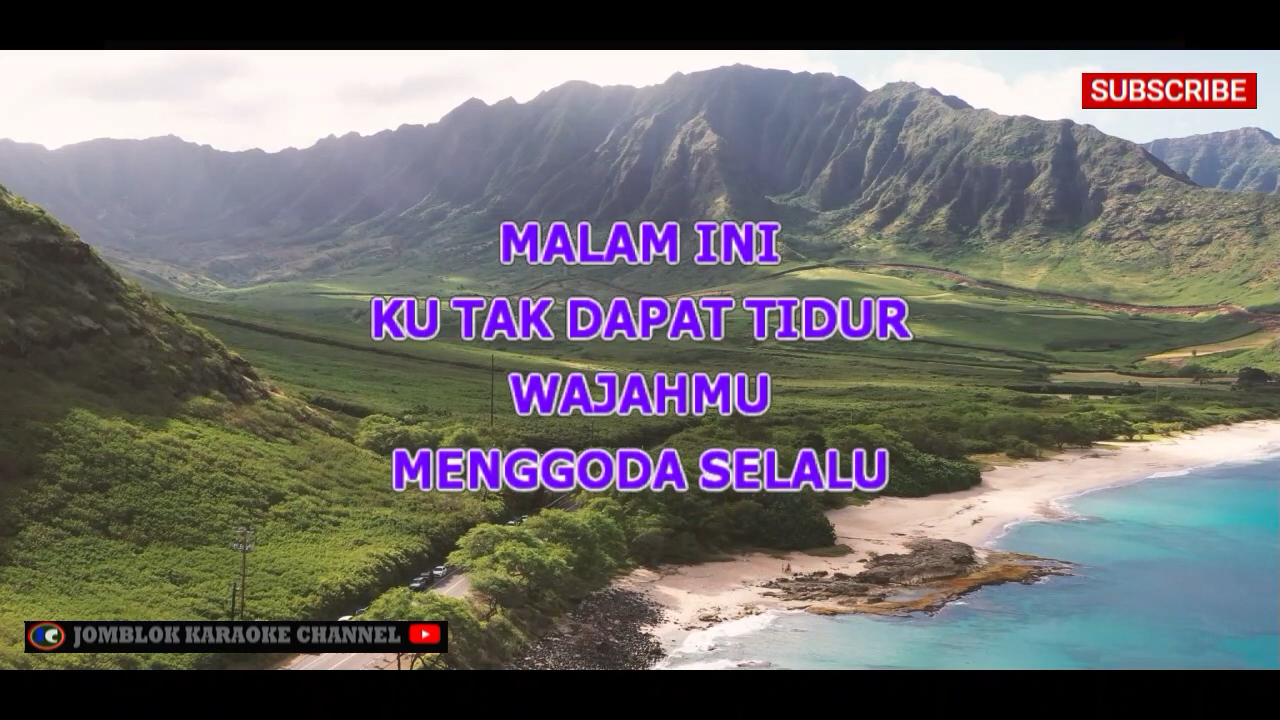 SUBSCRIBE
MALAM INI
KU TAK DAPAT TIDUR
WAJAHMU
MENGGODA SELALU
JOMBLOK KARAOKE CHANNEL